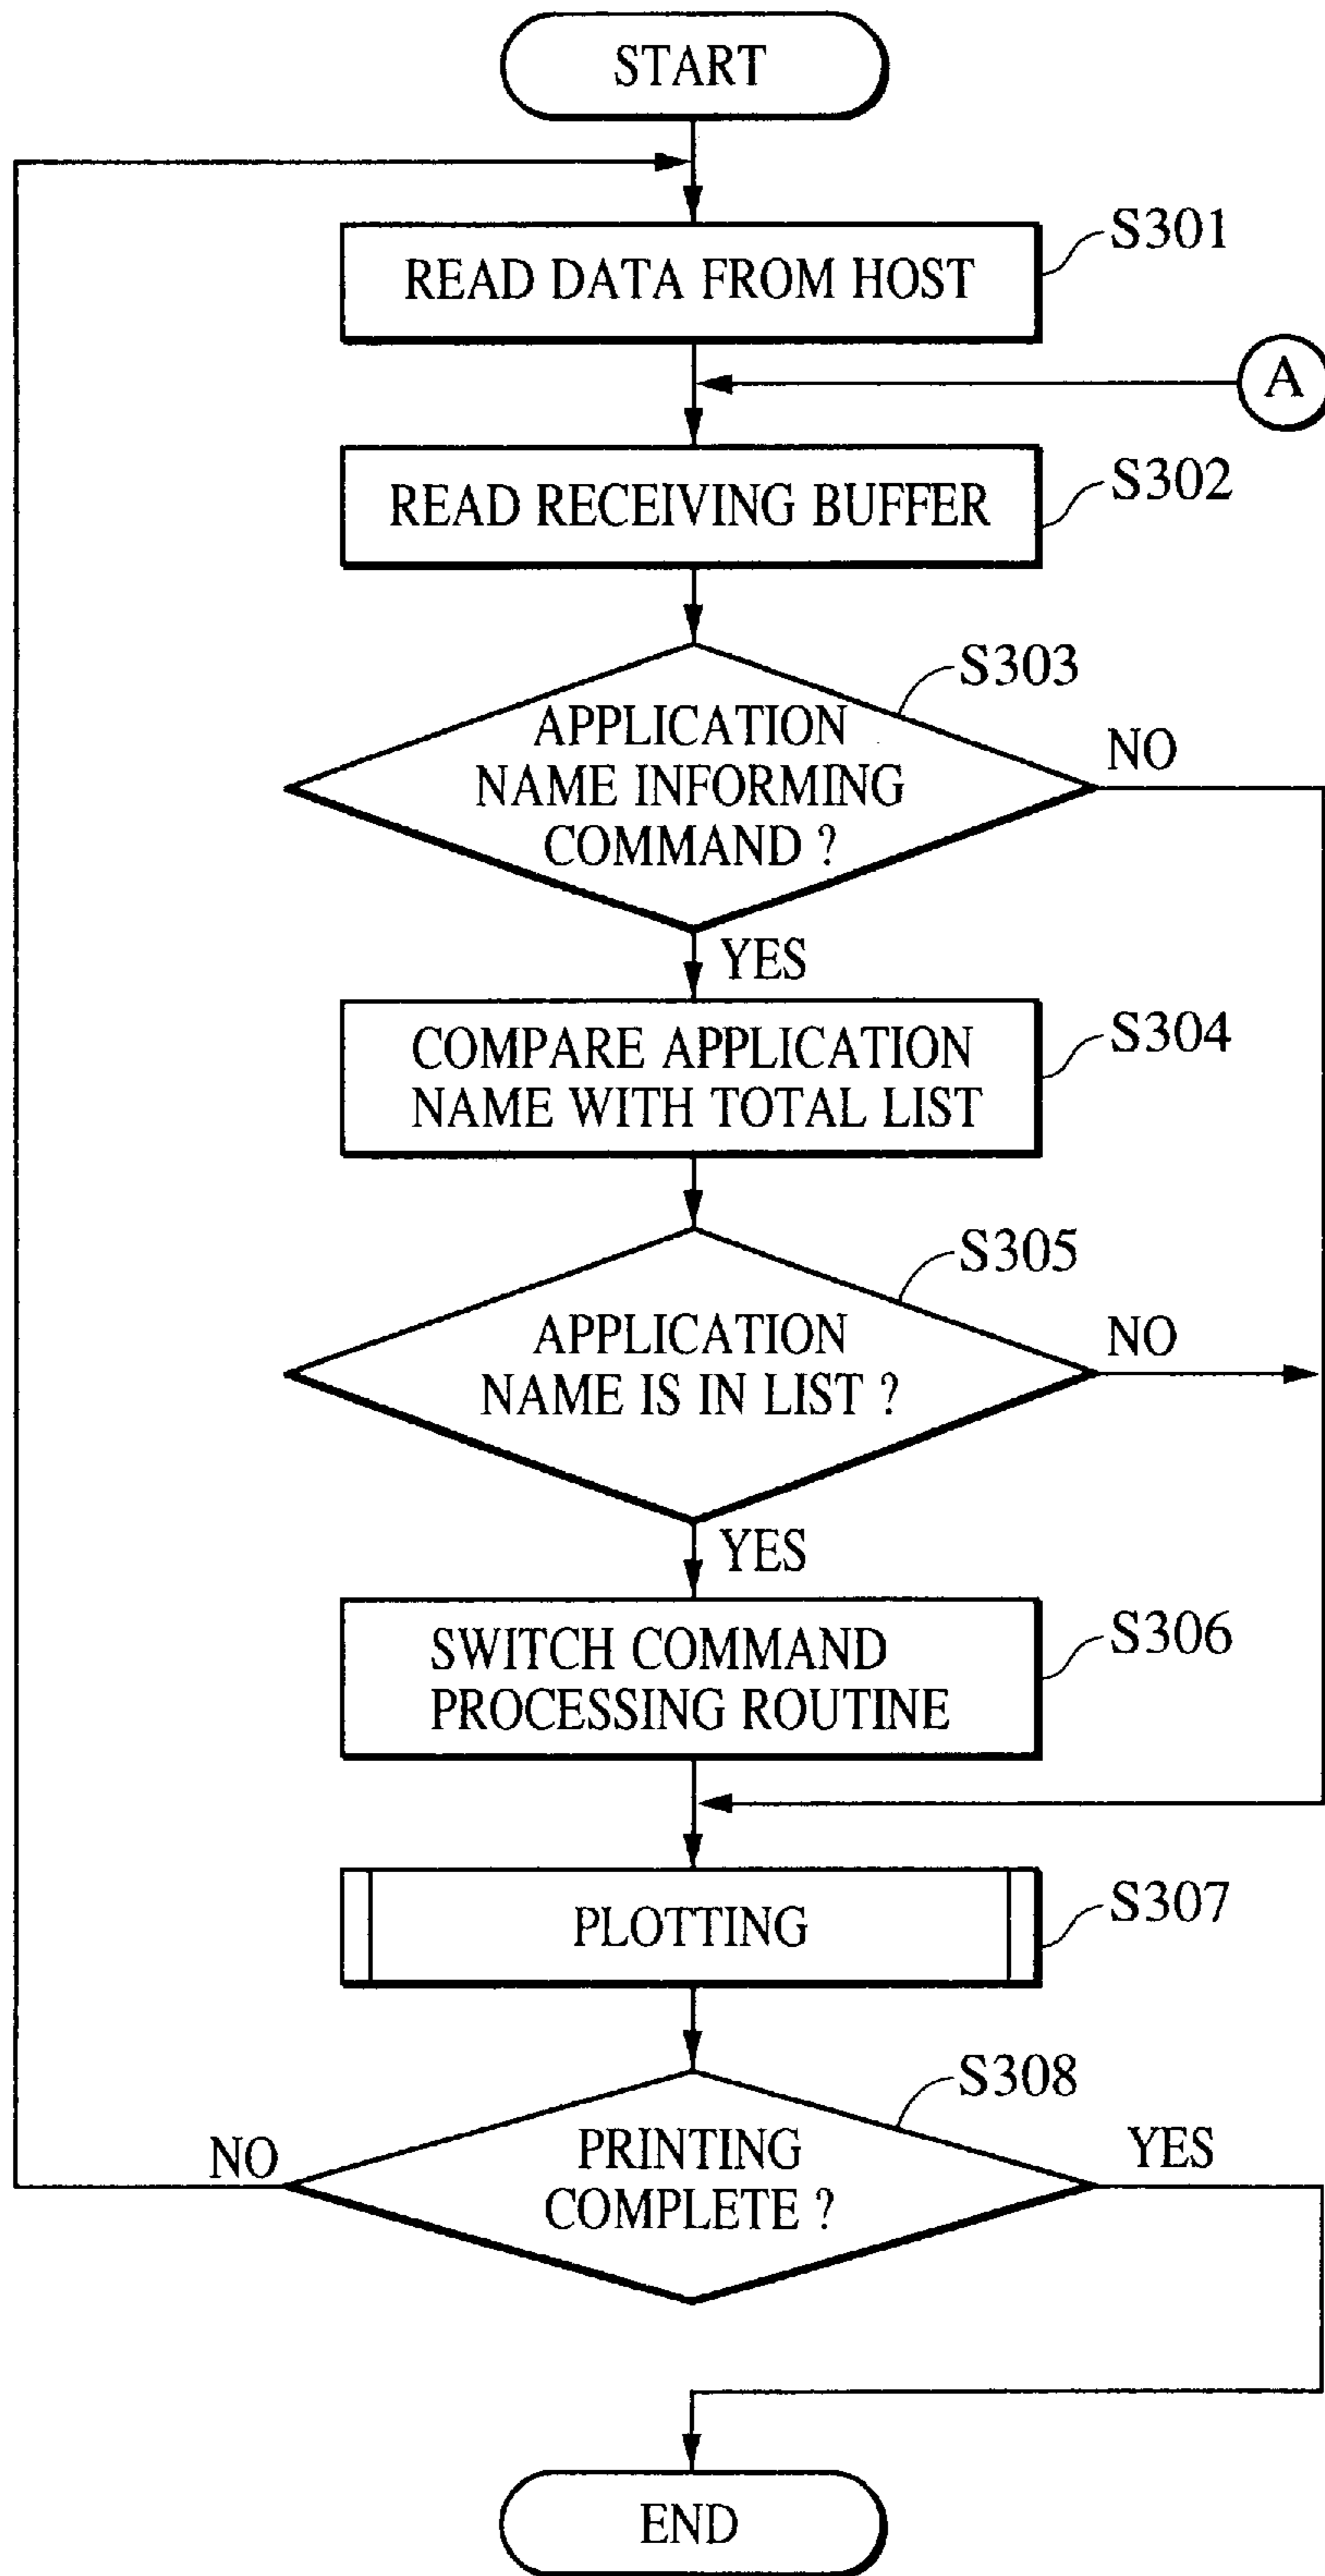 START
READ DATA FROM HOST
S301
A
READ RECEIVING BUFFER
S302
S303
APPLICATION
NAME INFORMING
COMMAND ?
NO
YES
COMPARE APPLICATION
NAME WITH TOTAL LIST
S304
S305
APPLICATION
NAME IS IN LIST ?
NO
YES
SWITCH COMMAND
PROCESSING ROUTINE
S306
PLOTTING
S307
S308
NO
PRINTING
COMPLETE ?
YES
END